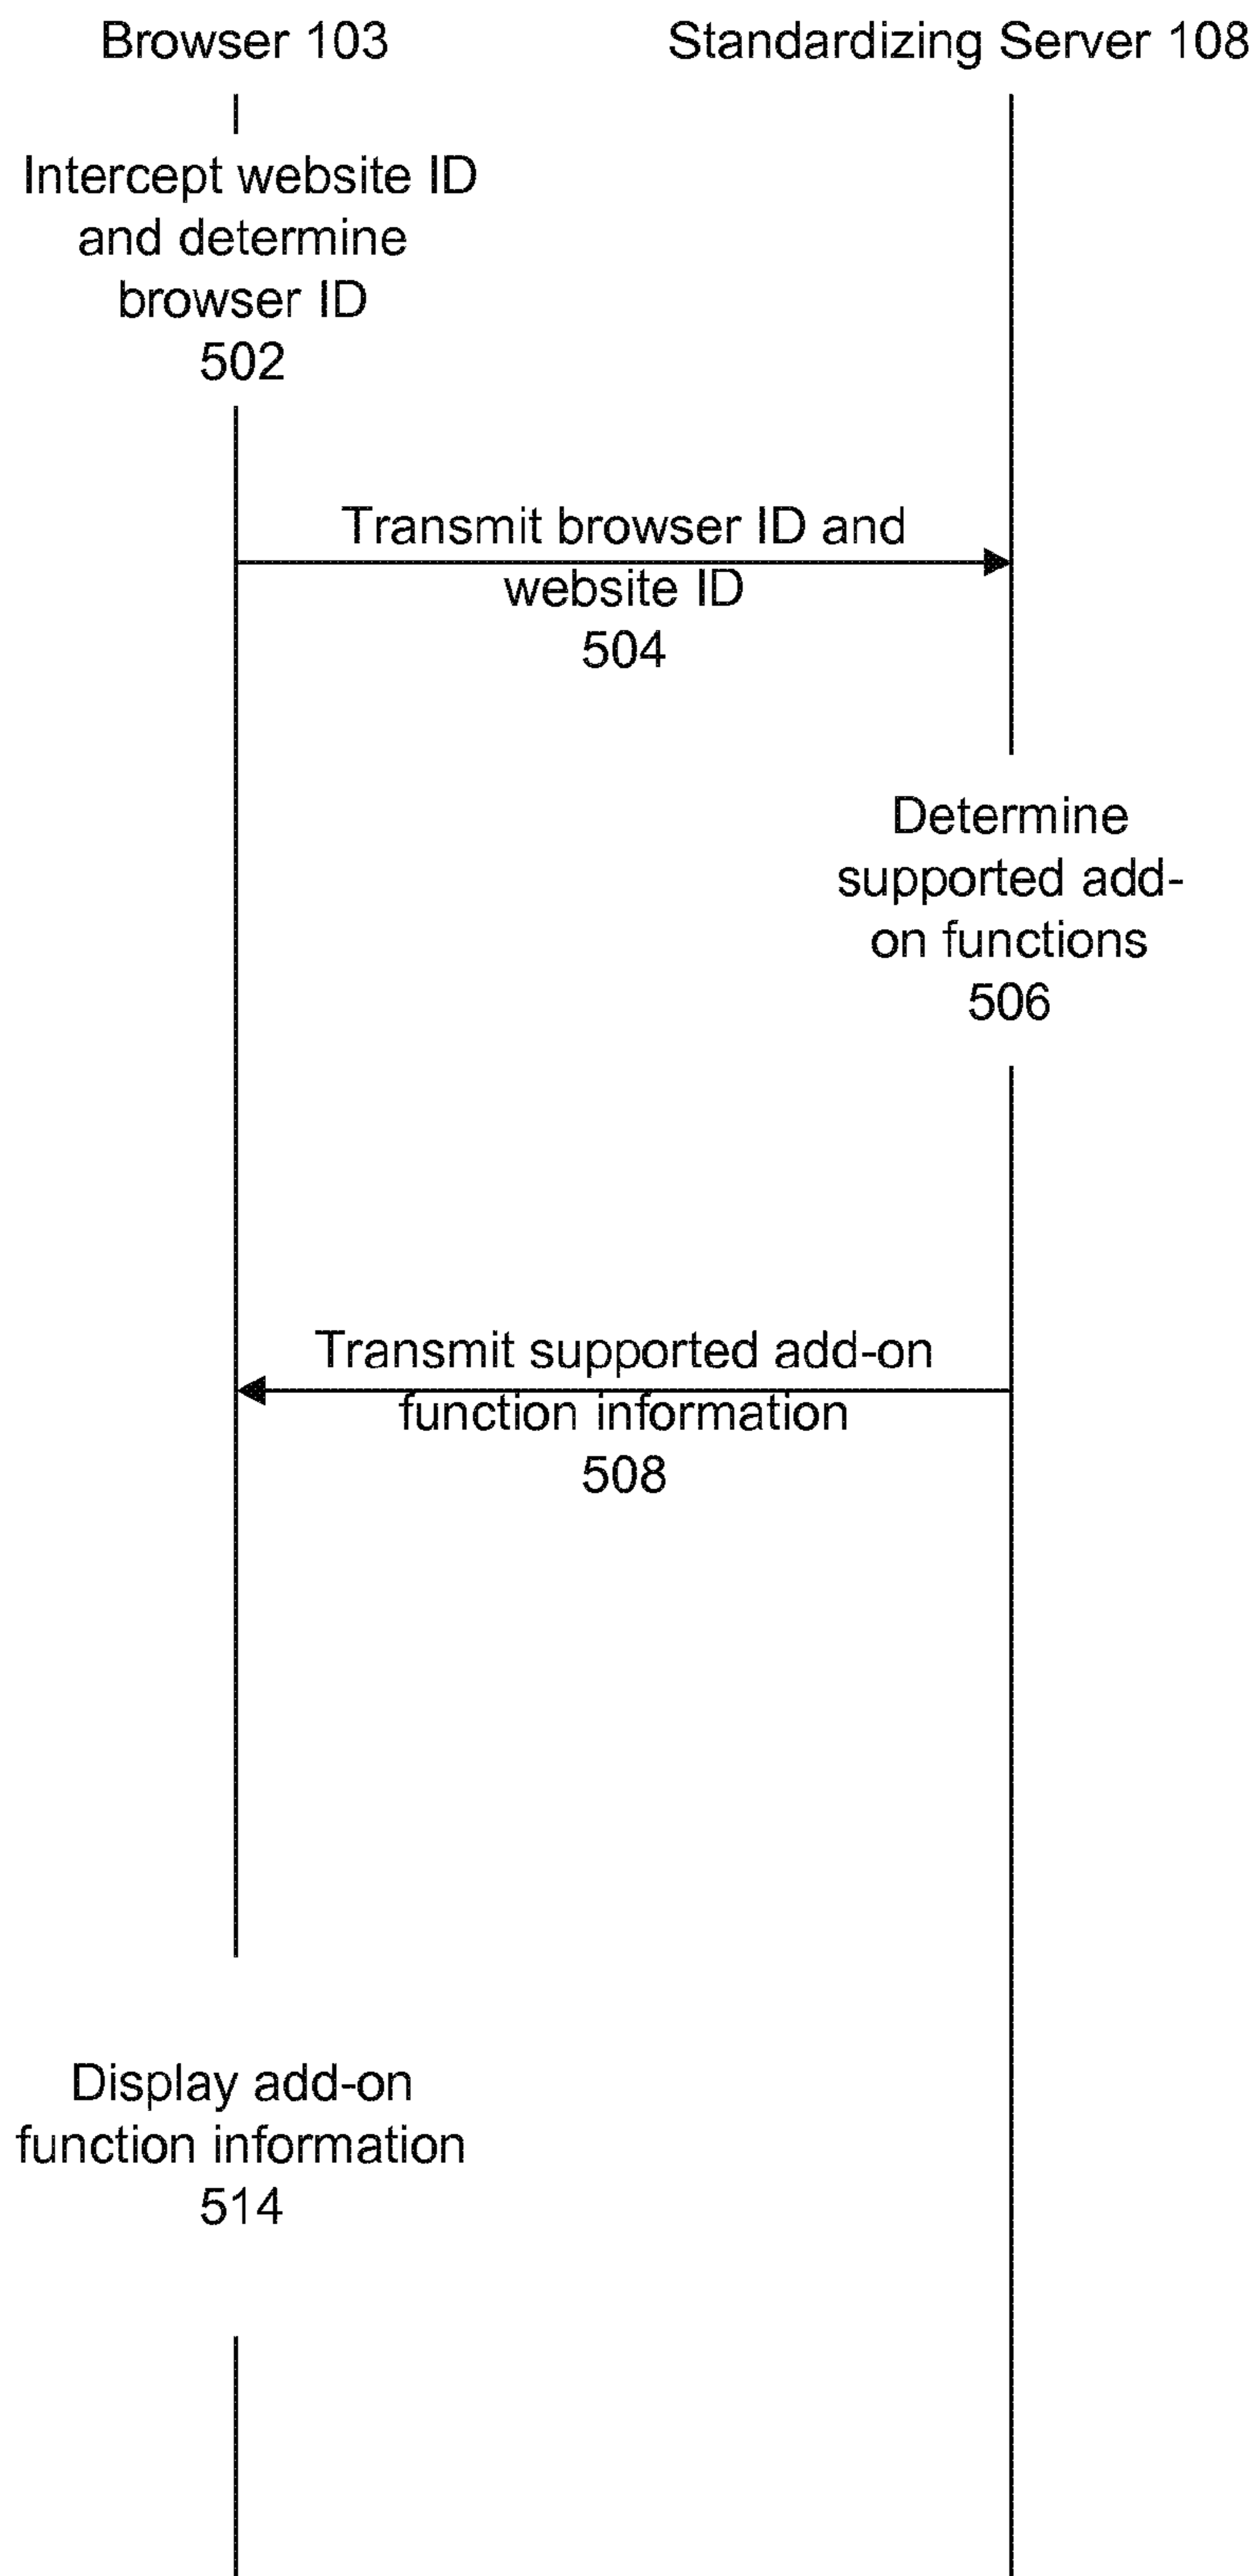 Browser 103
Standardizing Server 108
Intercept website ID
and determine
browser ID
502
Transmit browser ID and
website ID
504
Determine
supported add-
on functions
506
Transmit supported add-on
function information
508
Display add-on
function information
514